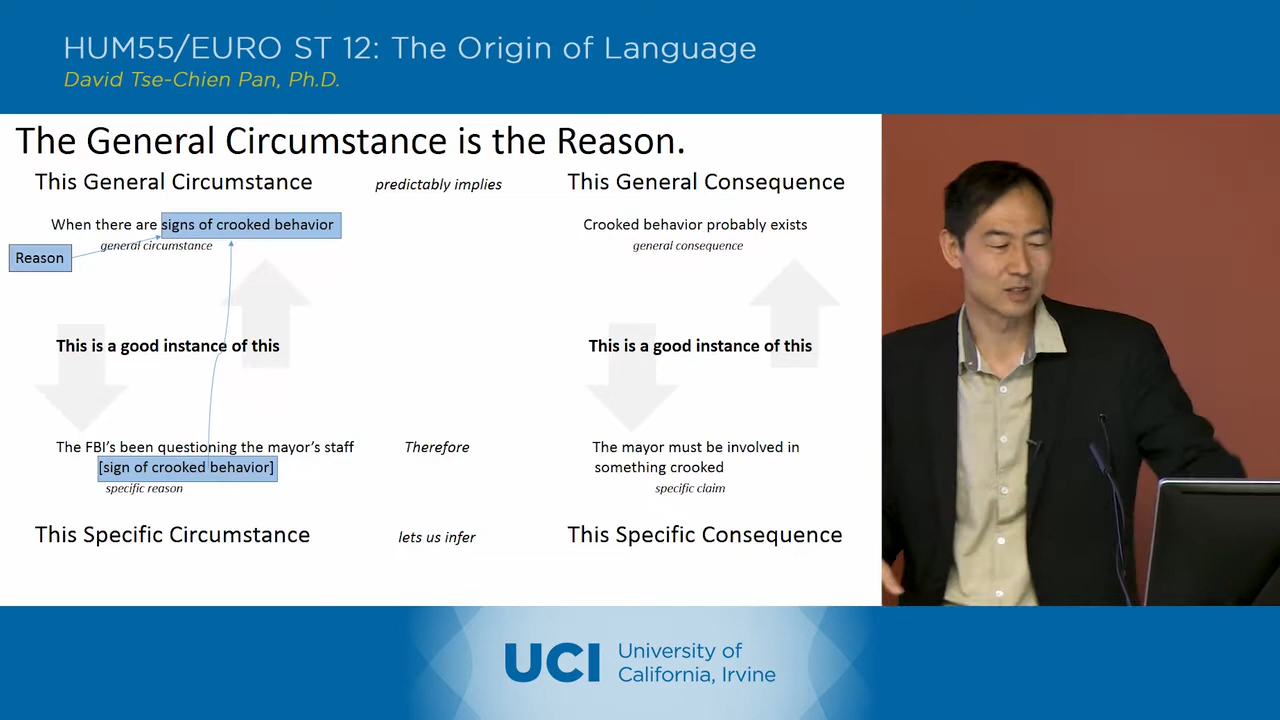 HUM55/EURO ST 12: The Origin of Language
David Tse-Chien Pan, Ph.D.
The General Circumstance is the Reason.
This General Circumstance predictably implies This General Consequence
When there are signs of crooked behavior Crooked behavior probably exists
general circumstance general consequence
Reason
This is a good instance of this This is a good instance of this
The FBI's been questioning the mayor's staff Therefore The mayor must be involved in
[sign of crooked behavior] something crooked
specific reason specific claim
This Specific Circumstance lets us infer This Specific Consequence
UCI University of
California, Irvine